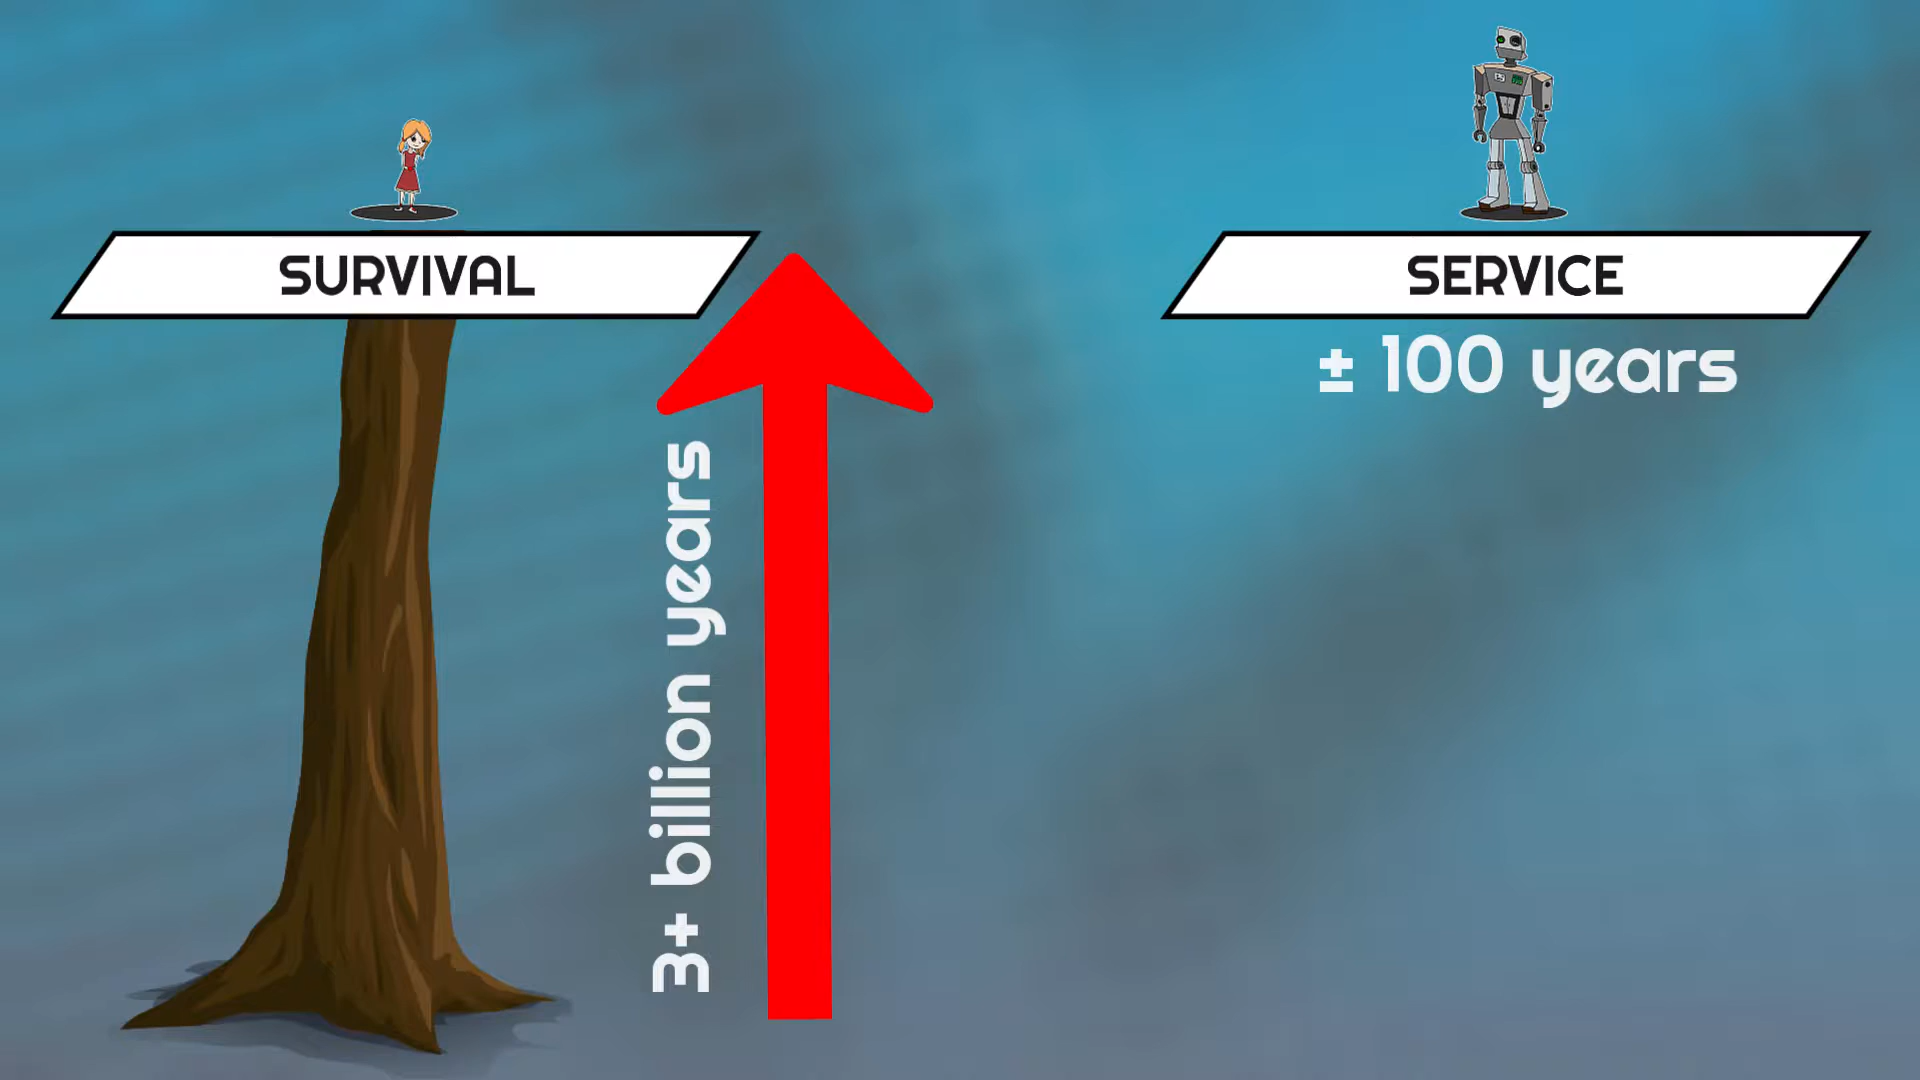 SURVIVAL
3+ billion years
SERVICE
± 100 years